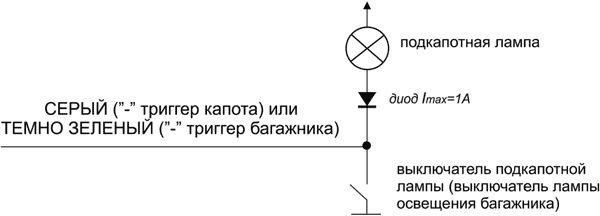 подкапотная лампа
диод Imax=1А
СЕРЫЙ ("-" триггер капота) или
ТЕМНО ЗЕЛЕНЫЙ ("-" триггер багажника)
выключатель подкапотной
лампы (выключатель лампы
освещения багажника)